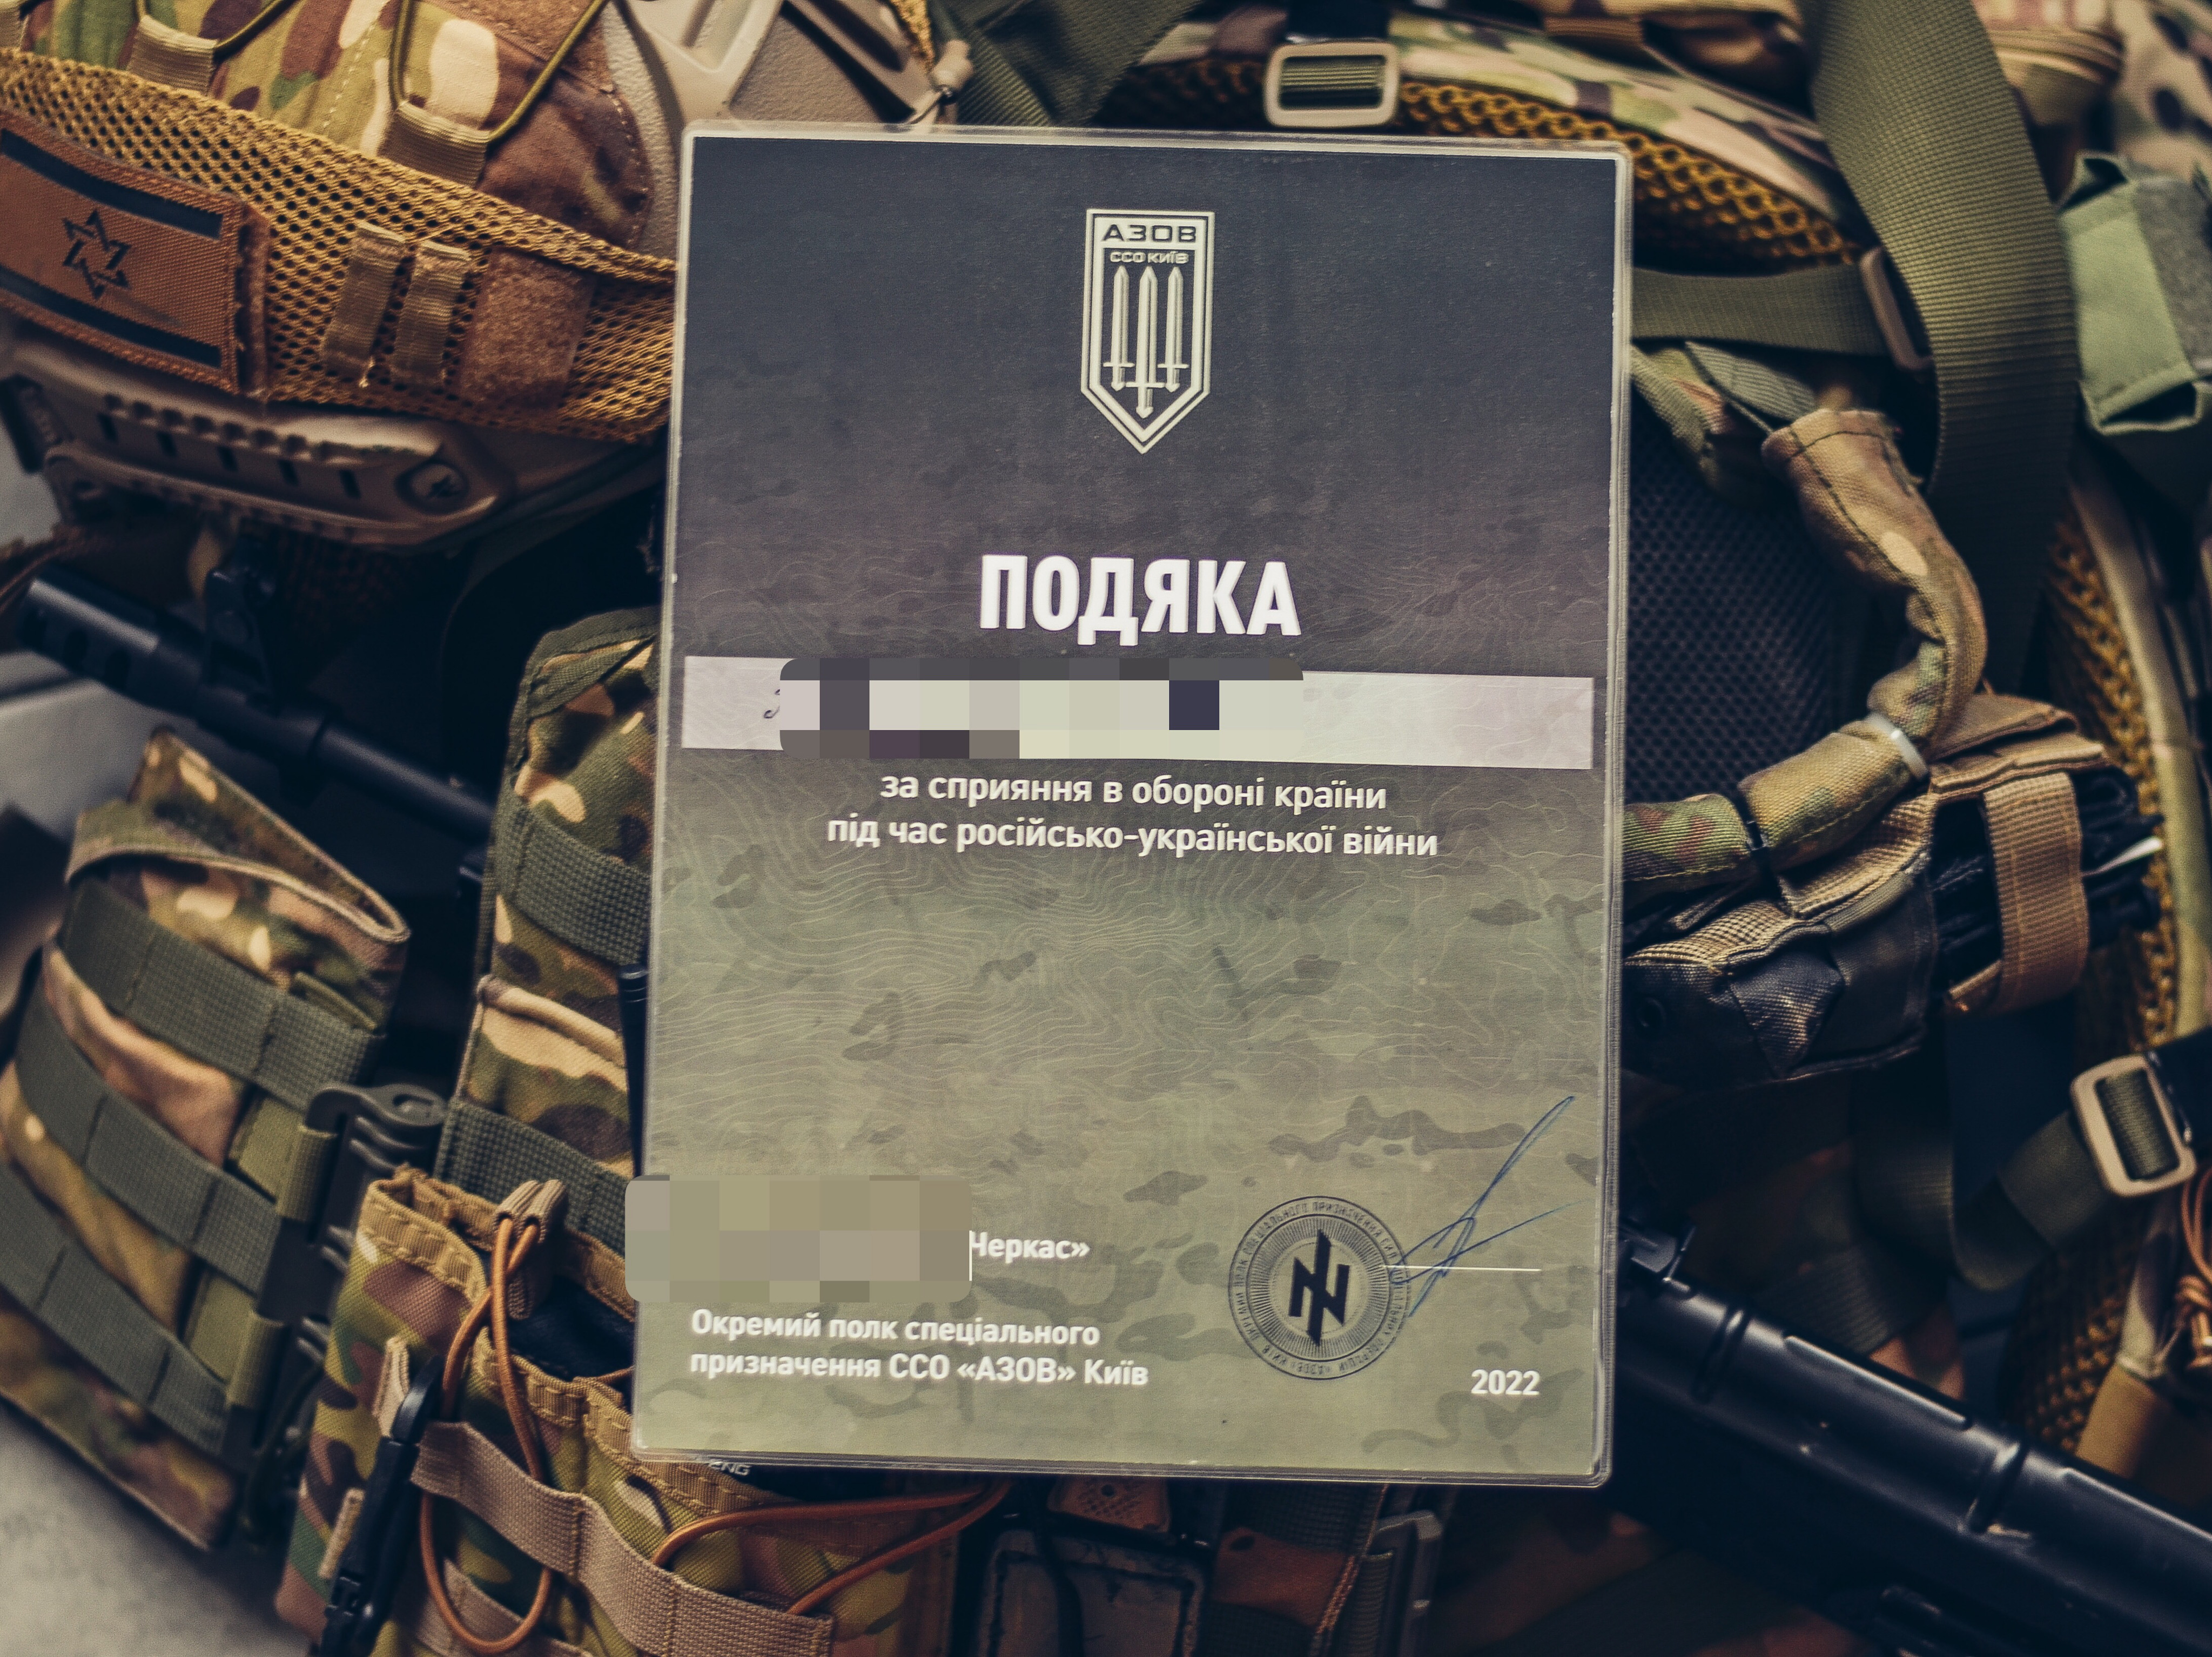 АЗОВ
ССО КИЇВ
ПОДЯКА
за сприяння в обороні країни
під час російсько-української війни
Черкас»
Окремий полк спеціального
призначення ССО «АЗОВ» Київ
2022